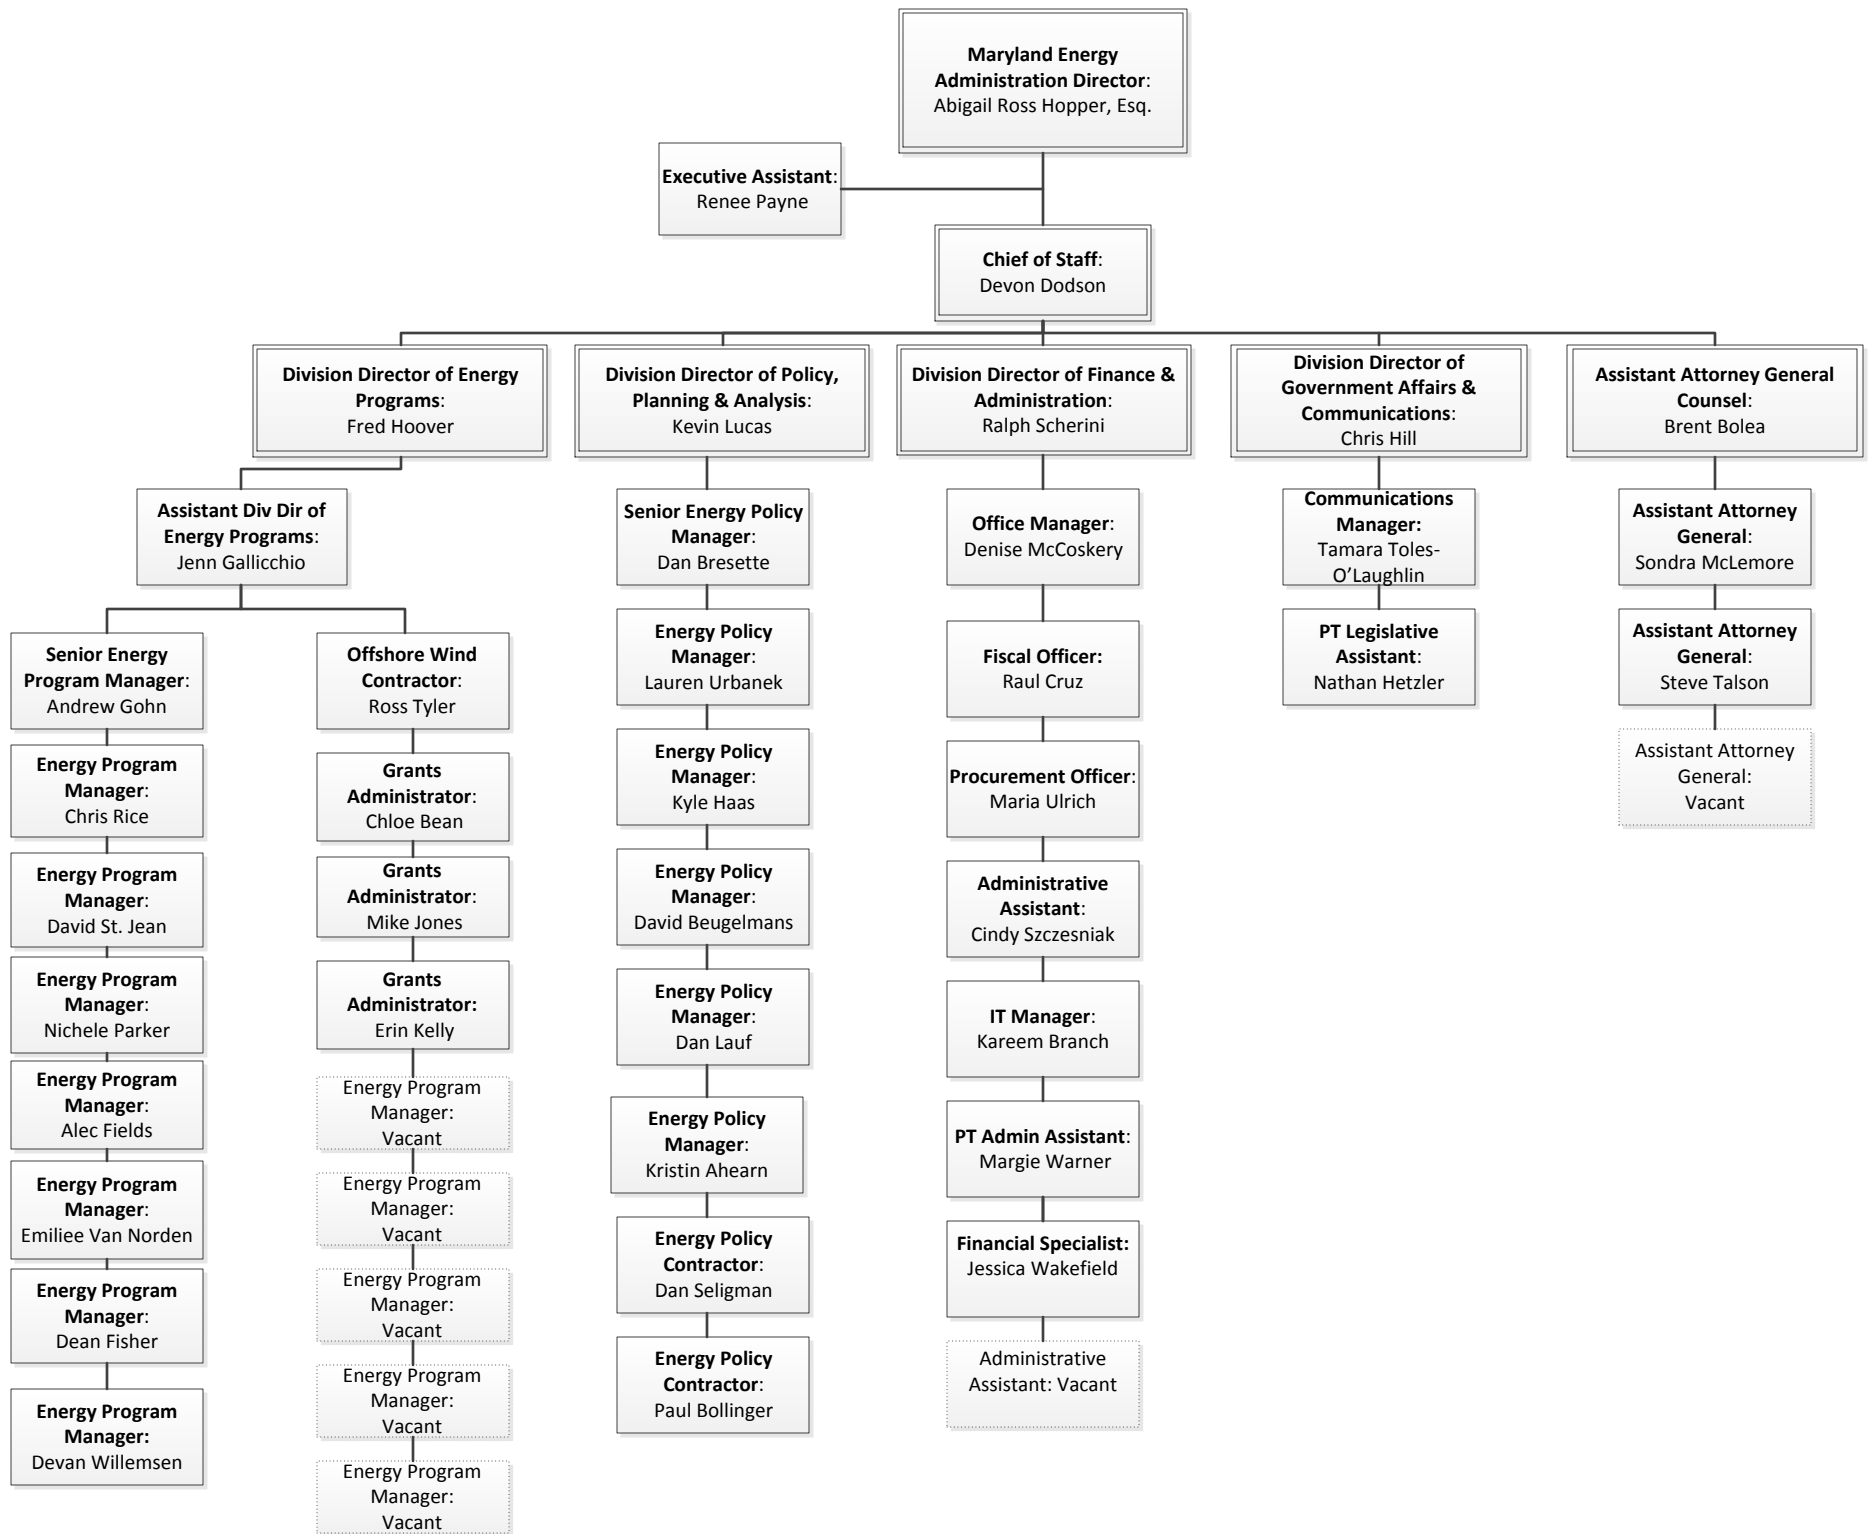 Maryland Energy
Administration Director:
Abigail Ross Hopper, Esq.
Executive Assistant:
Renee Payne
Chief of Staff:
Devon Dodson
Division Director of Energy
Programs:
Fred Hoover
Division Director of Policy,
Planning & Analysis:
Kevin Lucas
Division Director of Finance &
Administration:
Ralph Scherini
Division Director of
Government Affairs &
Communications:
Chris Hill
Assistant Attorney General
Counsel:
Brent Bolea
Assistant Div Dir of
Energy Programs:
Jenn Gallicchio
Senior Energy
Program Manager:
Andrew Gohn
Energy Program
Manager:
Chris Rice
Energy Program
Manager:
David St. Jean
Energy Program
Manager:
Nichele Parker
Energy Program
Manager:
Alec Fields
Energy Program
Manager:
Emiliee Van Norden
Energy Program
Manager:
Dean Fisher
Energy Program
Manager:
Devan Willemsen
Offshore Wind
Contractor:
Ross Tyler
Grants
Administrator:
Chloe Bean
Grants
Administrator:
Mike Jones
Grants
Administrator:
Erin Kelly
Energy Program
Manager:
Vacant
Energy Program
Manager:
Vacant
Energy Program
Manager:
Vacant
Energy Program
Manager:
Vacant
Energy Program
Manager:
Vacant
Senior Energy Policy
Manager:
Dan Bresette
Energy Policy
Manager:
Lauren Urbanek
Energy Policy
Manager:
Kyle Haas
Energy Policy
Manager:
David Beugelmans
Energy Policy
Manager:
Dan Lauf
Energy Policy
Manager:
Kristin Ahearn
Energy Policy
Contractor:
Dan Seligman
Energy Policy
Contractor:
Paul Bollinger
Office Manager:
Denise McCoskery
Fiscal Officer:
Raul Cruz
Procurement Officer:
Maria Ulrich
Administrative
Assistant:
Cindy Szczesniak
IT Manager:
Kareem Branch
PT Admin Assistant:
Margie Warner
Financial Specialist:
Jessica Wakefield
Administrative
Assistant: Vacant
Communications
Manager:
Tamara Toles-
O’Laughlin
PT Legislative
Assistant:
Nathan Hetzler
Assistant Attorney
General:
Sondra McLemore
Assistant Attorney
General:
Steve Talson
Assistant Attorney
General:
Vacant